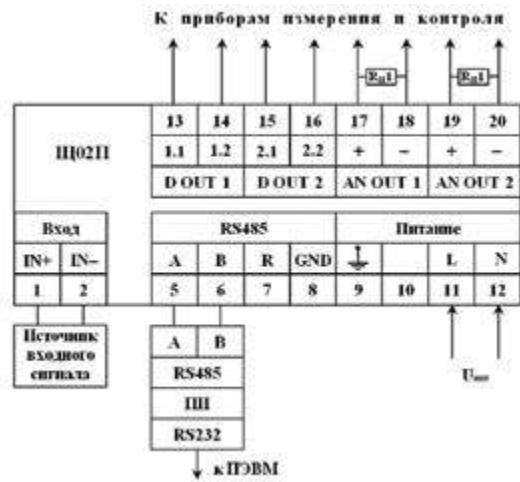 К приборам измерения и контроля
Rн1 Rн1
13 14 15 16 17 18 19 20
Щ02П 1.1 1.2 2.1 2.2 + − + −
D OUT 1 D OUT 2 AN OUT 1 AN OUT 2
Вход RS485 Питание
IN+ IN− A B R GND L N
1 2 5 6 7 8 9 10 11 12
Источник
входного
сигнала
A B
RS485
ПИ
RS232
к ПЭВМ